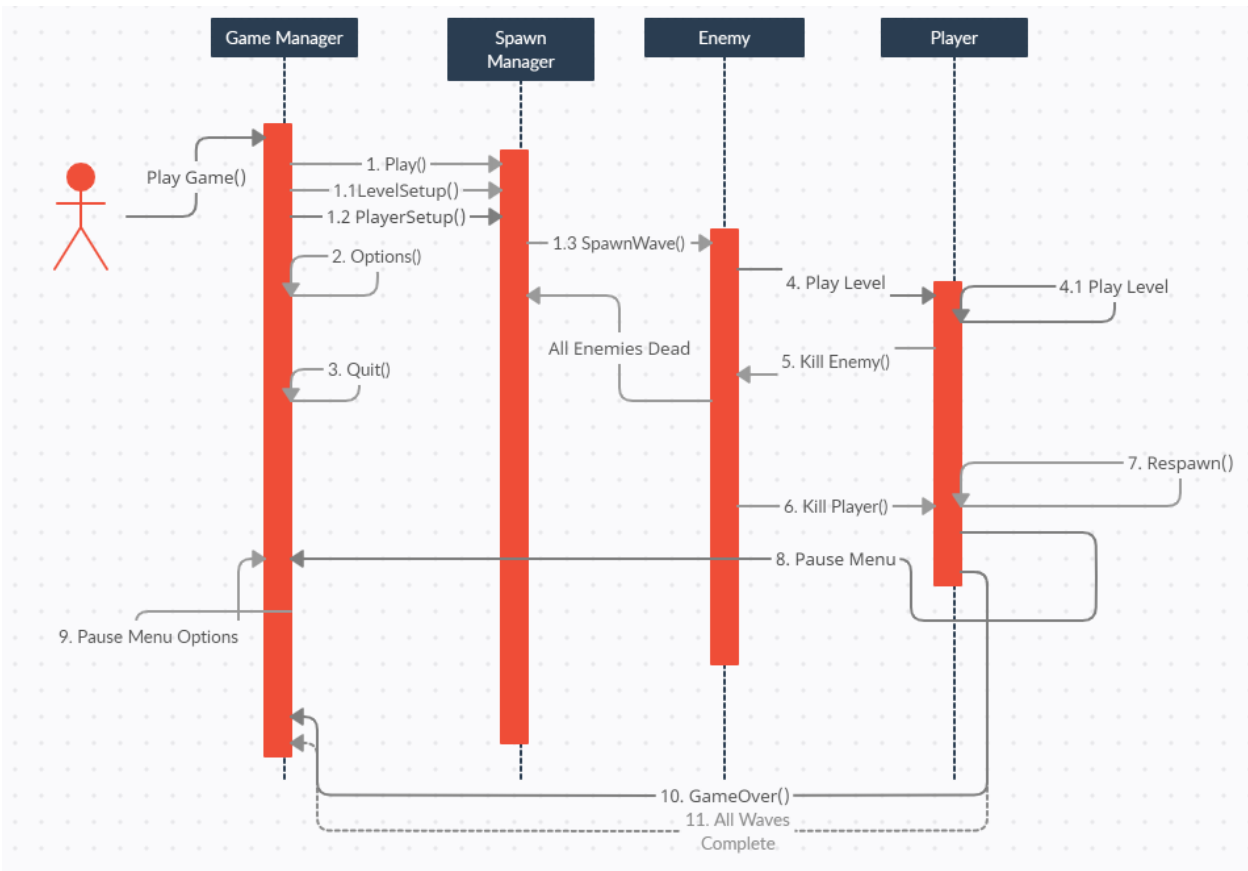 Game Manager
Spawn
Manager
Enemy
Player
Play Game()
1. Play()
1.1LevelSetup()
1.2 PlayerSetup()
1.3 SpawnWave()
2. Options()
4. Play Level
4.1 Play Level
All Enemies Dead
5. Kill Enemy()
3. Quit()
7. Respawn()
6. Kill Player()
8. Pause Menu
9. Pause Menu Options
10. GameOver()
11. All Waves
Complete